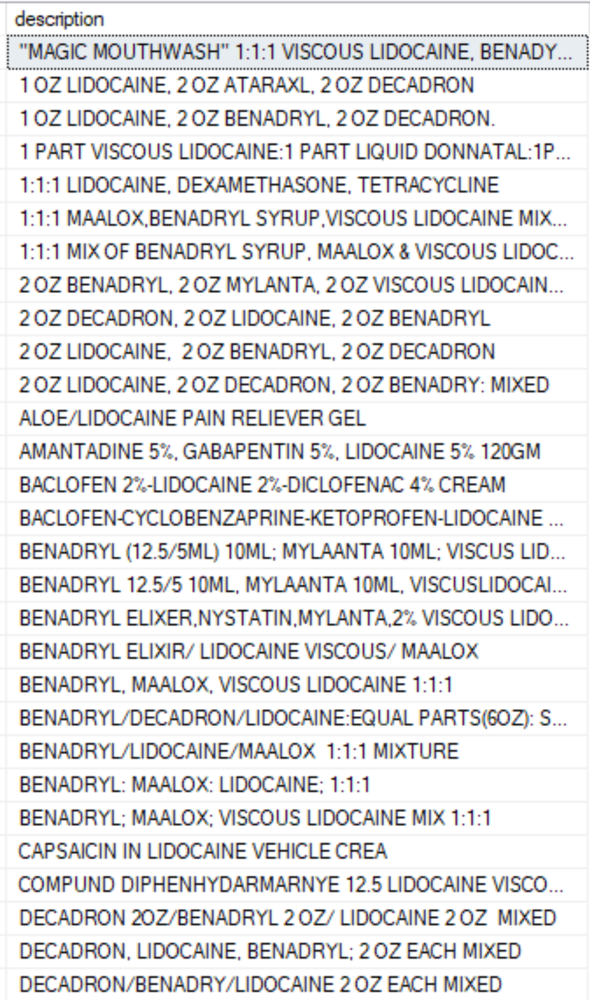 description
"MAGIC MOUTHWASH" 1:1:1 VISCOUS LIDOCAINE, BENADY...
1 OZ LIDOCAINE, 2 OZ ATARAXL, 2 OZ DECADRON
1 OZ LIDOCAINE, 2 OZ BENADRYL, 2 OZ DECADRON.
1 PART VISCOUS LIDOCAINE:1 PART LIQUID DONNATAL:1P...
1:1:1 LIDOCAINE, DEXAMETHASONE, TETRACYCLINE
1:1:1 MAALOX,BENADRYL SYRUP,VISCOUS LIDOCAINE MIX...
1:1:1 MIX OF BENADRYL SYRUP, MAALOX & VISCOUS LIDOC...
2 OZ BENADRYL, 2 OZ MYLANTA, 2 OZ VISCOUS LIDOCAIN...
2 OZ DECADRON, 2 OZ LIDOCAINE, 2 OZ BENADRYL
2 OZ LIDOCAINE,  2 OZ BENADRYL, 2 OZ DECADRON
2 OZ LIDOCAINE, 2 OZ DECADRON, 2 OZ BENADRY: MIXED
ALOE/LIDOCAINE PAIN RELIEVER GEL
AMANTADINE 5%, GABAPENTIN 5%, LIDOCAINE 5% 120GM
BACLOFEN 2%-LIDOCAINE 2%-DICLOFENAC 4% CREAM
BACLOFEN-CYCLOBENZAPRINE-KETOPROFEN-LIDOCAINE ...
BENADRYL (12.5/5ML) 10ML; MYLAANTA 10ML; VISCUS LID...
BENADRYL 12.5/5 10ML, MYLAANTA 10ML, VISCUSLIDOCAI...
BENADRYL ELIXER,NYSTATIN,MYLANTA,2% VISCOUS LIDO...
BENADRYL ELIXIR/ LIDOCAINE VISCOUS/ MAALOX
BENADRYL, MAALOX, VISCOUS LIDOCAINE 1:1:1
BENADRYL/DECADRON/LIDOCAINE:EQUAL PARTS(6OZ): S...
BENADRYL/LIDOCAINE/MAALOX  1:1:1 MIXTURE
BENADRYL: MAALOX: LIDOCAINE; 1:1:1
BENADRYL; MAALOX; VISCOUS LIDOCAINE MIX 1:1:1
CAPSAICIN IN LIDOCAINE VEHICLE CREA
COMPUND DIPHENHYDARMARNYE 12.5 LIDOCAINE VISCO...
DECADRON 2OZ/BENADRYL 2 OZ/ LIDOCAINE 2 OZ  MIXED
DECADRON, LIDOCAINE, BENADRYL; 2 OZ EACH MIXED
DECADRON/BENADRY/LIDOCAINE 2 OZ EACH MIXED